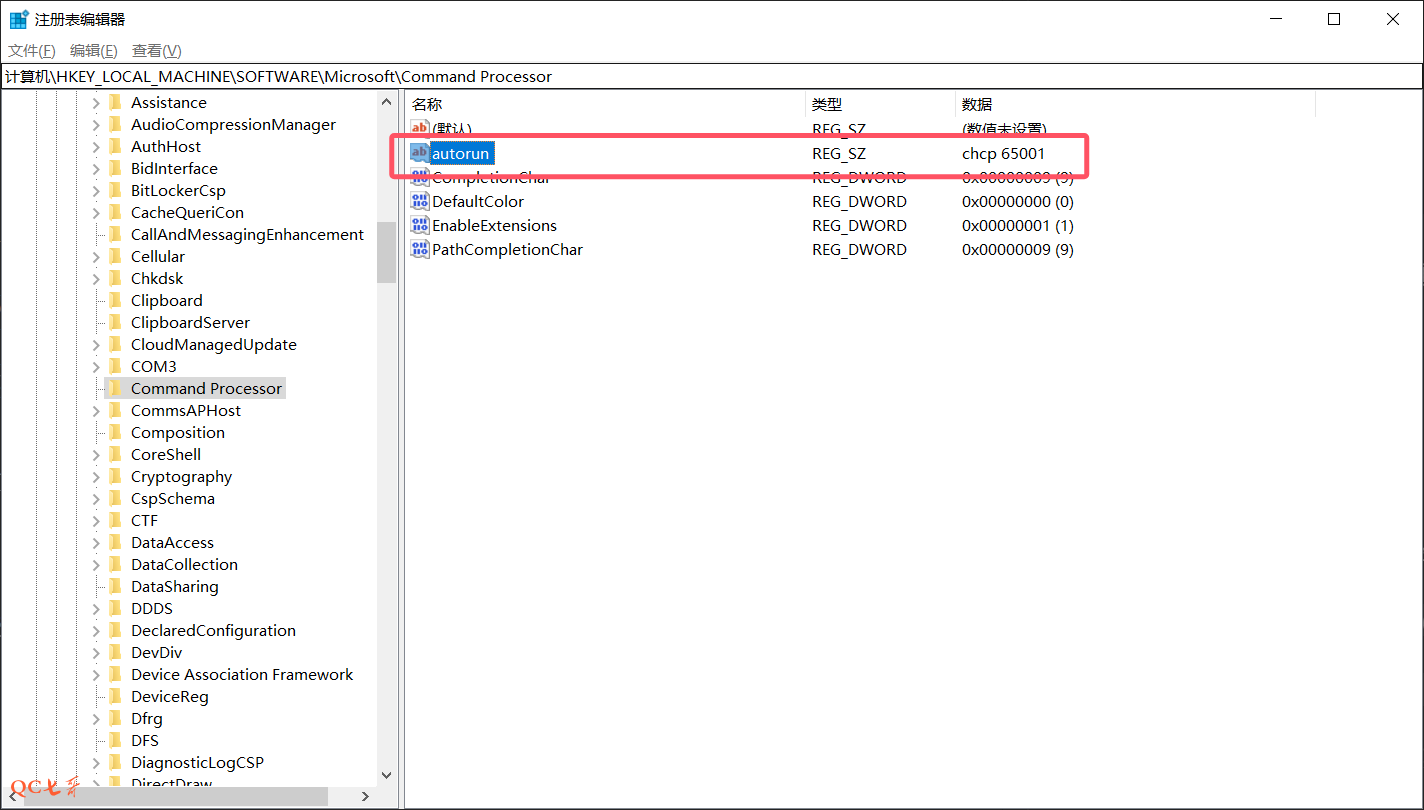 注册表编辑器
文件(F) 编辑(E) 查看(V)
计算机\HKEY_LOCAL_MACHINE\SOFTWARE\Microsoft\Command Processor
Assistance
AudioCompressionManager
AuthHost
BidInterface
BitLockerCsp
CacheQueriCon
CallAndMessagingEnhancement
Cellular
Chkdsk
Clipboard
ClipboardServer
CloudManagedUpdate
COM3
Command Processor
CommsAPHost
Composition
CoreShell
Cryptography
CspSchema
CTF
DataAccess
DataCollection
DataSharing
DDDS
DeclaredConfiguration
DevDiv
Device Association Framework
DeviceReg
Dfrg
DFS
DiagnosticLogCSP
DirectDraw
名称 类型 数据
(默认) REG_SZ (数值未设置)
autorun REG_SZ chcp 65001
CompletionChar REG_DWORD 0x00000009 (9)
DefaultColor REG_DWORD 0x00000000 (0)
EnableExtensions REG_DWORD 0x00000001 (1)
PathCompletionChar REG_DWORD 0x00000009 (9)
QC七哥